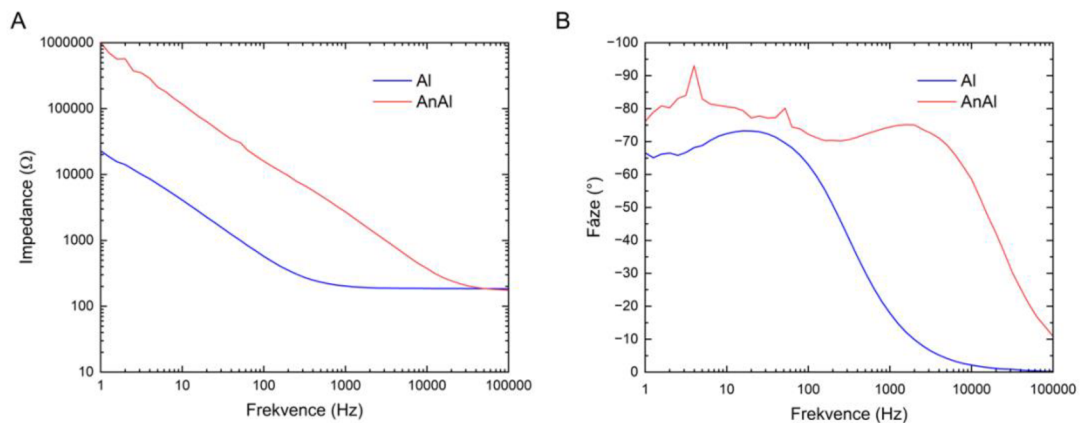 A
1000000
100000
10000
1000
100
10
Impedance (Ω)
Al
AnAl
1 10 100 1000 10000 100000
Frekvence (Hz)
B
−100
−90
−80
−70
−60
−50
−40
−30
−20
−10
0
Fáze (°)
Al
AnAl
1 10 100 1000 10000 100000
Frekvence (Hz)